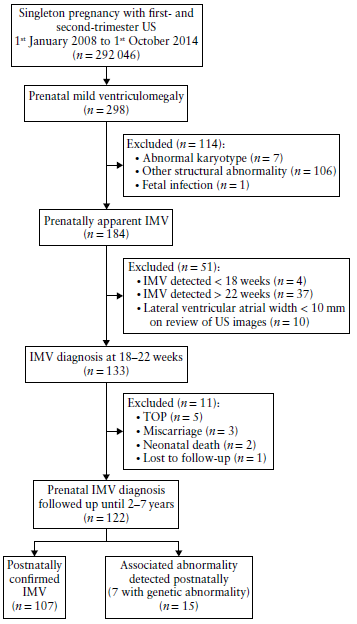 Singleton pregnancy with first- and
second-trimester US
1st January 2008 to 1st October 2014
(n = 292 046)
Prenatal mild ventriculomegaly
(n = 298)
Excluded (n = 114):
• Abnormal karyotype (n = 7)
• Other structural abnormality (n = 106)
• Fetal infection (n = 1)
Prenatally apparent IMV
(n = 184)
Excluded (n = 51):
• IMV detected < 18 weeks (n = 4)
• IMV detected > 22 weeks (n = 37)
• Lateral ventricular atrial width < 10 mm
on review of US images (n = 10)
IMV diagnosis at 18–22 weeks
(n = 133)
Excluded (n = 11):
• TOP (n = 5)
• Miscarriage (n = 3)
• Neonatal death (n = 2)
• Lost to follow-up (n = 1)
Prenatal IMV diagnosis
followed up until 2–7 years
(n = 122)
Postnatally
confirmed
IMV
(n = 107)
Associated abnormality
detected postnatally
(7 with genetic abnormality)
(n = 15)